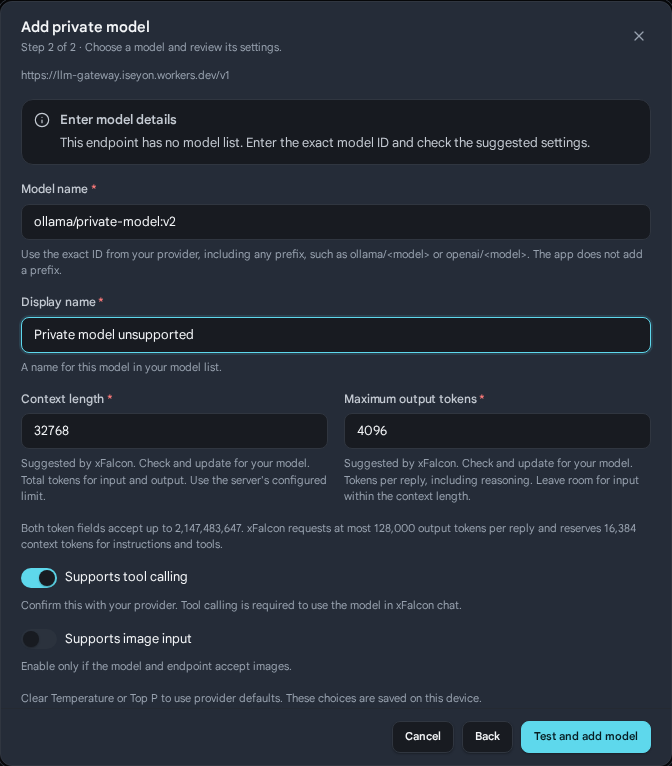 Add private model
Step 2 of 2 · Choose a model and review its settings.
https://llm-gateway.iseyon.workers.dev/v1
Enter model details
This endpoint has no model list. Enter the exact model ID and check the suggested settings.
Model name *
ollama/private-model:v2
Use the exact ID from your provider, including any prefix, such as ollama/<model> or openai/<model>. The app does not add
a prefix.
Display name *
Private model unsupported
A name for this model in your model list.
Context length *
32768
Suggested by xFalcon. Check and update for your model.
Total tokens for input and output. Use the server's configured
limit.
Maximum output tokens *
4096
Suggested by xFalcon. Check and update for your model.
Tokens per reply, including reasoning. Leave room for input
within the context length.
Both token fields accept up to 2,147,483,647. xFalcon requests at most 128,000 output tokens per reply and reserves 16,384
context tokens for instructions and tools.
Supports tool calling
Confirm this with your provider. Tool calling is required to use the model in xFalcon chat.
Supports image input
Enable only if the model and endpoint accept images.
Clear Temperature or Top P to use provider defaults. These choices are saved on this device.
Cancel
Back
Test and add model